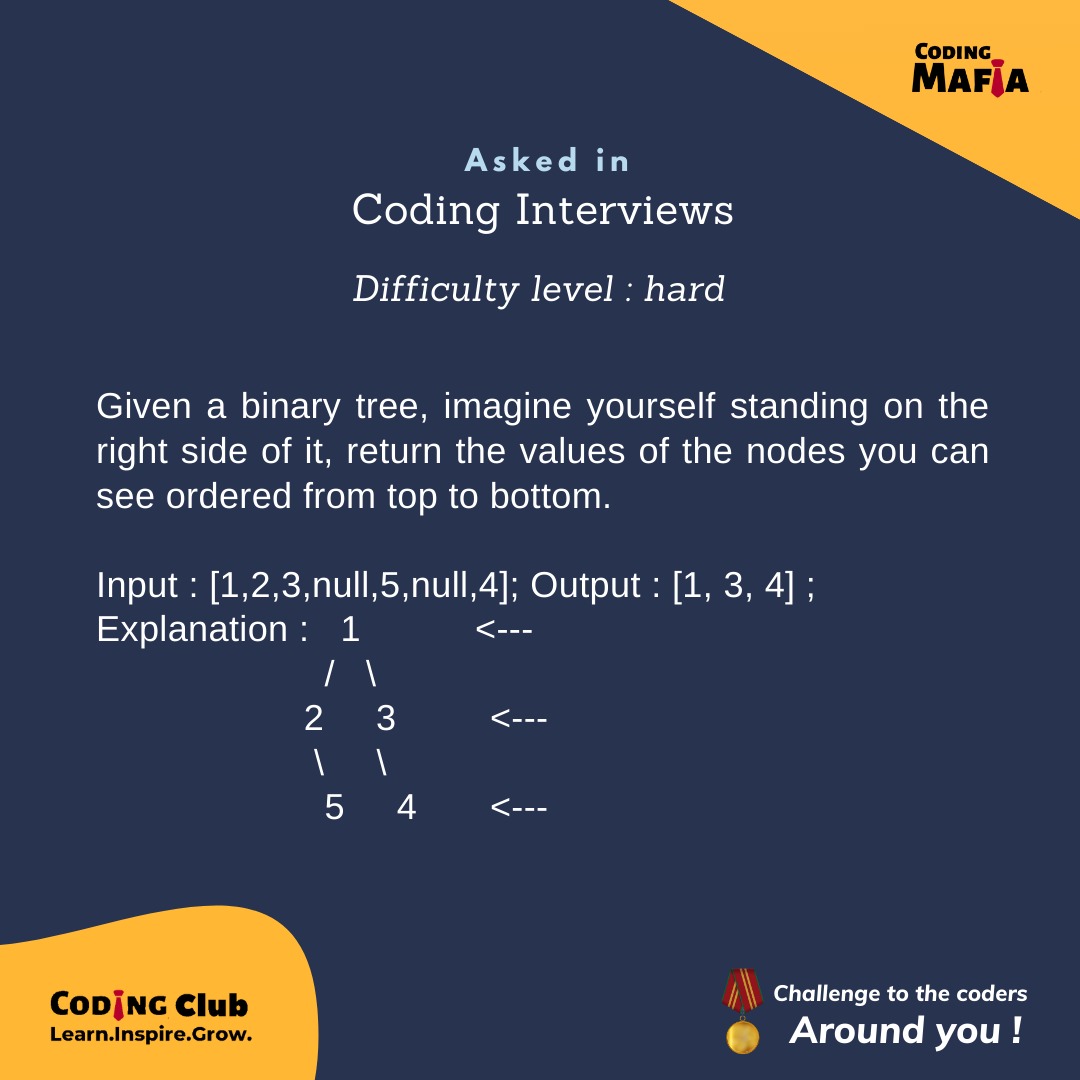 CODING
MAFIA
Asked in
Coding Interviews
Difficulty level : hard
Given a binary tree, imagine yourself standing on the
right side of it, return the values of the nodes you can
see ordered from top to bottom.
Input : [1,2,3,null,5,null,4]; Output : [1, 3, 4] ;
Explanation : 1 <---
/ \
2 3 <---
\ \
5 4 <---
CODING Club
Learn.Inspire.Grow.
Challenge to the coders
Around you !